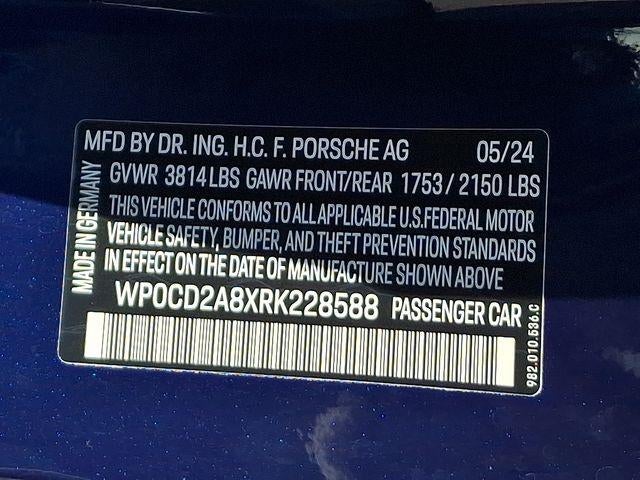 MFD BY DR. ING. H.C. F. PORSCHE AG 05/24
GVWR 3814LBS GAWR FRONT/REAR 1753/2150 LBS
THIS VEHICLE CONFORMS TO ALL APPLICABLE U.S.FEDERAL MOTOR
VEHICLE SAFETY, BUMPER, AND THEFT PREVENTION STANDARDS
IN EFFECT ON THE DATE OF MANUFACTURE SHOWN ABOVE
WP0CD2A8XRK228588 PASSENGER CAR
MADE IN GERMANY
982.010.536.C